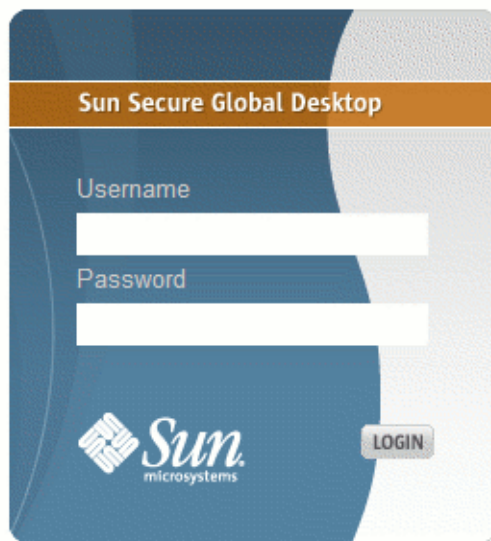 Sun Secure Global Desktop
Username
Password
Sun
microsystems
LOGIN